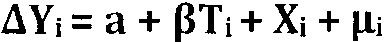 ΔYi = a + βTi + Xi + μi